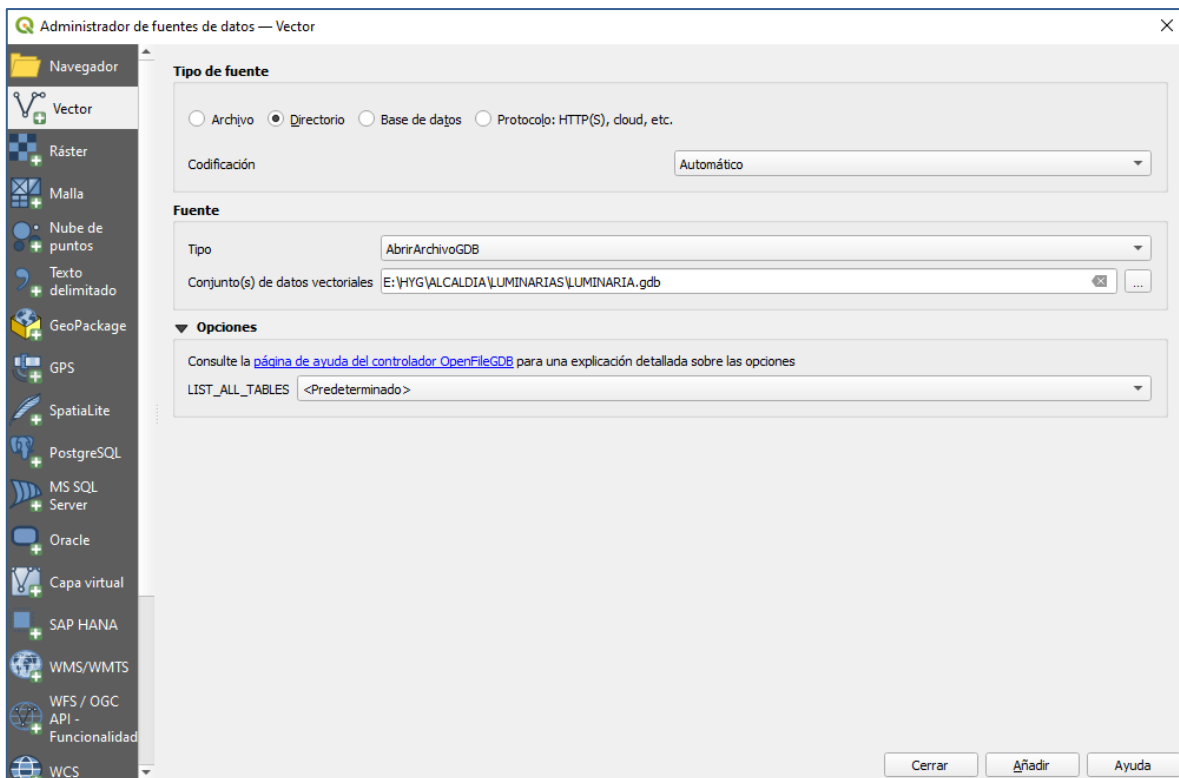 Administrador de fuentes de datos — Vector
Navegador
Vector
Ráster
Malla
Nube de
puntos
Texto
delimitado
GeoPackage
GPS
SpatiaLite
PostgreSQL
MS SQL
Server
Oracle
Capa virtual
SAP HANA
WMS/WMTS
WFS / OGC
API -
Funcionalidad
WCS
Tipo de fuente
Archivo Directorio Base de datos Protocolo: HTTP(S), cloud, etc.
Codificación Automático
Fuente
Tipo AbrirArchivoGDB
Conjunto(s) de datos vectoriales E:\HYG\ALCALDIA\LUMINARIAS\LUMINARIA.gdb ...
Opciones
Consulte la página de ayuda del controlador OpenFileGDB para una explicación detallada sobre las opciones
LIST_ALL_TABLES <Predeterminado>
Cerrar Añadir Ayuda